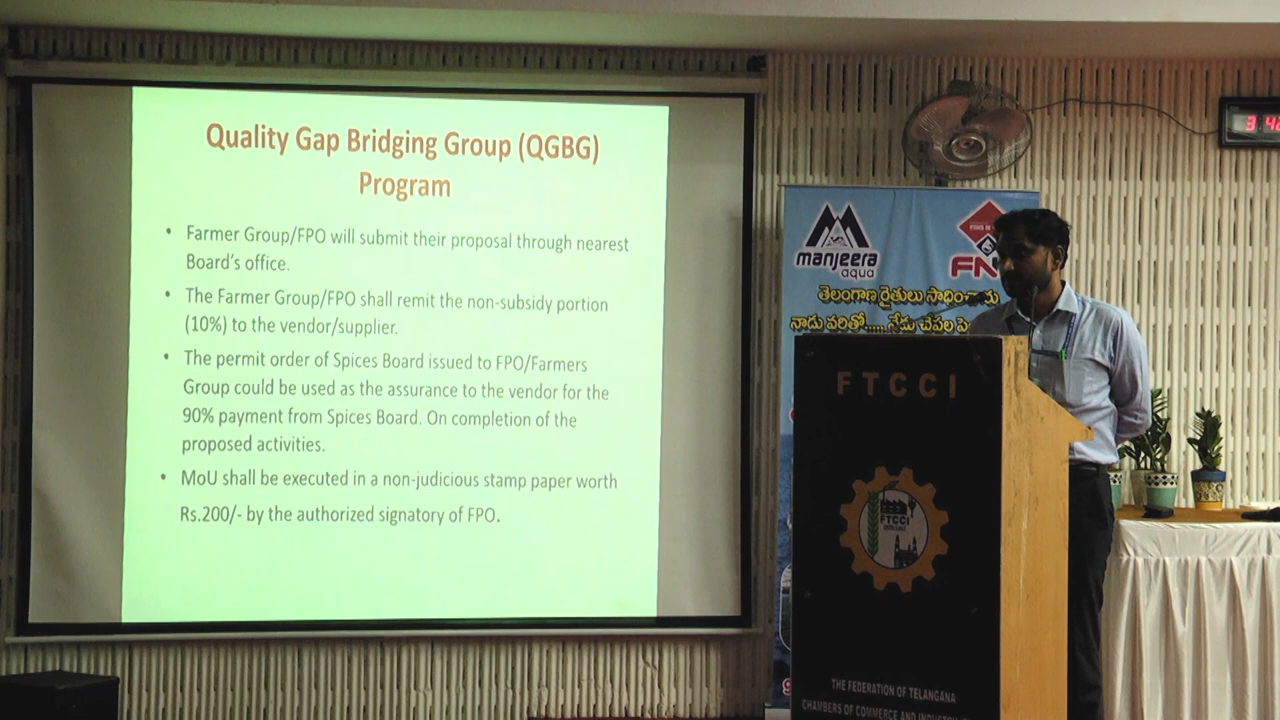 Quality Gap Bridging Group (QGBG)
Program
• Farmer Group/FPO will submit their proposal through nearest
Board's office.
• The Farmer Group/FPO shall remit the non-subsidy portion
(10%) to the vendor/supplier.
• The permit order of Spices Board issued to FPO/Farmers
Group could be used as the assurance to the vendor for the
90% payment from Spices Board. On completion of the
proposed activities.
• MoU shall be executed in a non-judicious stamp paper worth
Rs.200/- by the authorized signatory of FPO.
3 42
manjeera
aqua
FN
తెలంగాణ రైతులు
నాడు వరితో..... నేడు చేపల
FTCCI
FTCCI
THE FEDERATION OF TELANGANA
CHAMBERS OF COMMERCE AND INDUSTRY